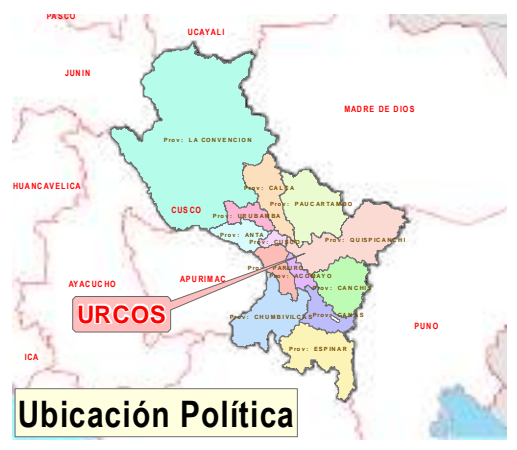 PASCO
UCAYALI
JUNIN
MADRE DE DIOS
Prov: LA CONVENCION
HUANCAVELICA
Prov: CALCA
Prov: PAUCARTAMBO
CUSCO
Prov: URUBAMBA
Prov: ANTA
Prov: CUSCO
Prov: QUISPICANCHI
Prov: PARURO
Prov: ACOMAYO
APURIMAC
AYACUCHO
Prov: CANCHIS
URCOS
Prov: CHUMBIVILCAS
Prov: CANAS
PUNO
Prov: ESPINAR
ICA
Ubicación Política